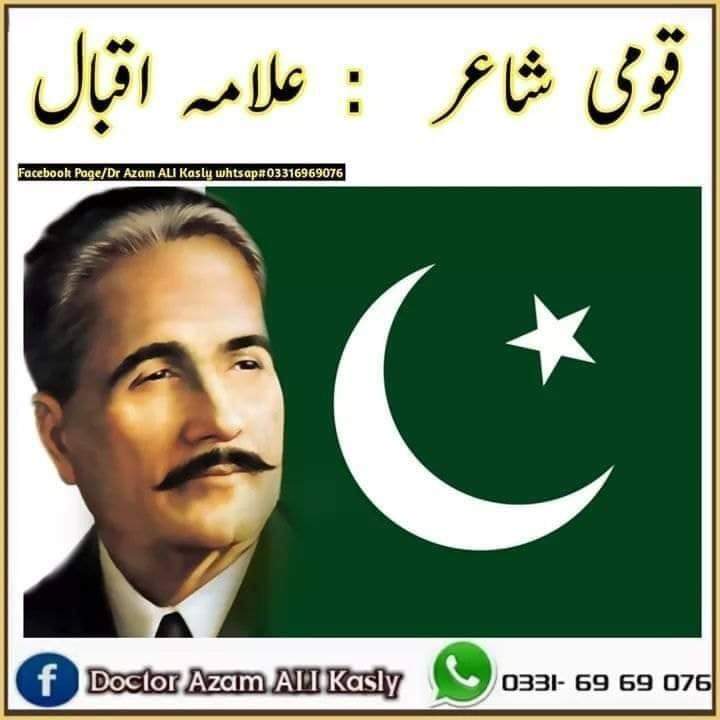 قومی شاعر : علامہ اقبال
Facebook Page/Dr Azam ALI Kasly whtsap#03316969076
f Doctor Azam ALI Kasly 0331- 69 69 076